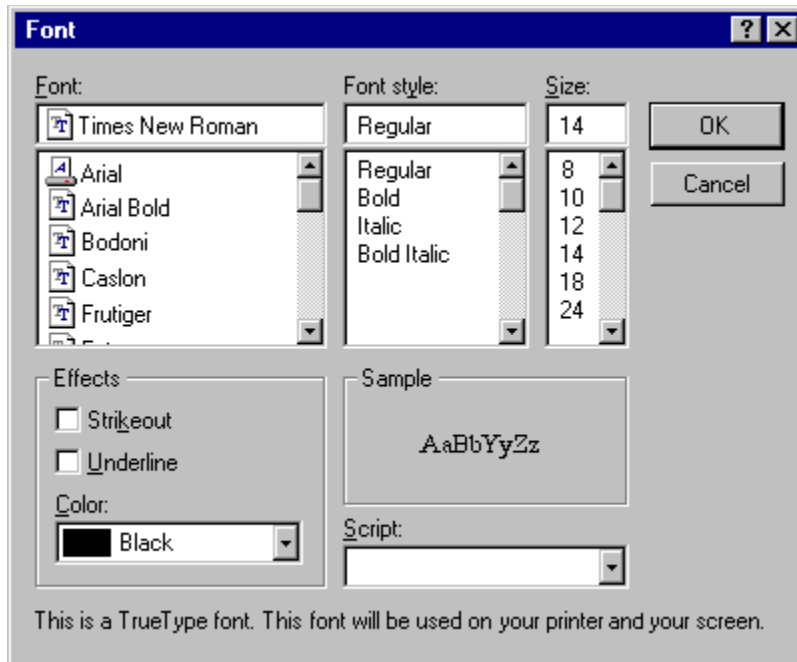 Font
Font:
Times New Roman
Arial
Arial Bold
Bodoni
Caslon
Frutiger
Font style:
Regular
Regular
Bold
Italic
Bold Italic
Size:
14
8
10
12
14
18
24
OK
Cancel
Effects
Strikeout
Underline
Color:
Black
Sample
AaBbYyZz
Script:
This is a TrueType font. This font will be used on your printer and your screen.